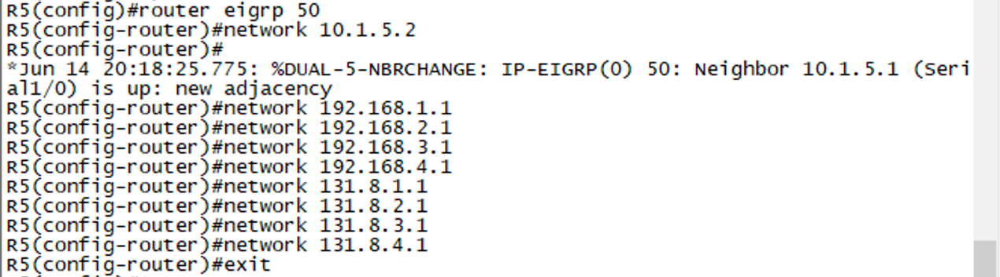 R5(config)#router eigrp 50
R5(config-router)#network 10.1.5.2
R5(config-router)#
*Jun 14 20:18:25.775: %DUAL-5-NBRCHANGE: IP-EIGRP(0) 50: Neighbor 10.1.5.1 (Seri
al1/0) is up: new adjacency
R5(config-router)#network 192.168.1.1
R5(config-router)#network 192.168.2.1
R5(config-router)#network 192.168.3.1
R5(config-router)#network 192.168.4.1
R5(config-router)#network 131.8.1.1
R5(config-router)#network 131.8.2.1
R5(config-router)#network 131.8.3.1
R5(config-router)#network 131.8.4.1
R5(config-router)#exit